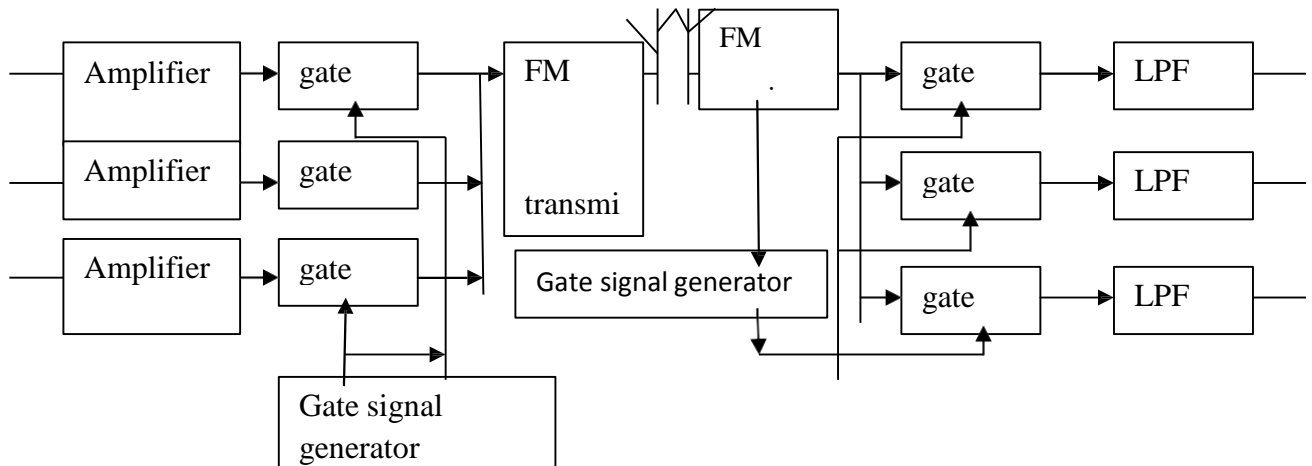 Amplifier
gate
FM
FM
.
gate
LPF
Amplifier
gate
transmi
gate
LPF
Amplifier
gate
Gate signal generator
gate
LPF
Gate signal
generator